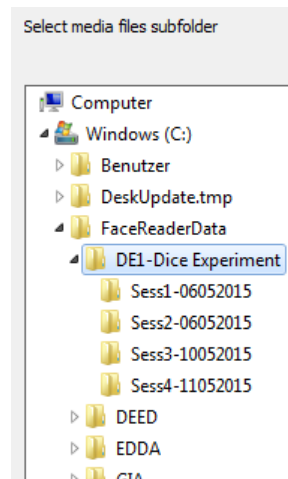 Select media files subfolder
Computer
Windows (C:)
Benutzer
DeskUpdate.tmp
FaceReaderData
DE1-Dice Experiment
Sess1-06052015
Sess2-06052015
Sess3-10052015
Sess4-11052015
DEED
EDDA